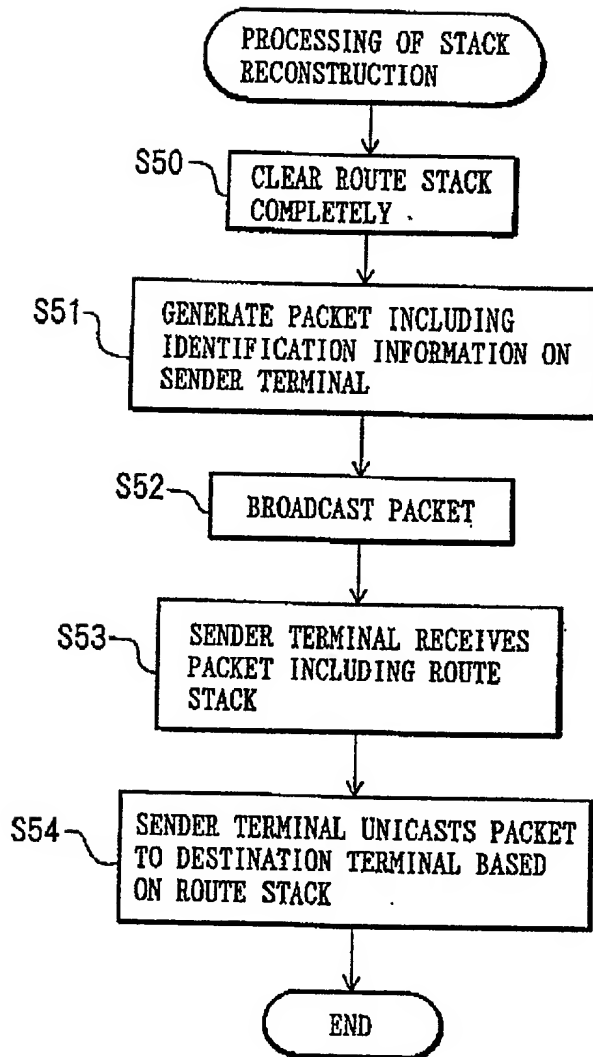 PROCESSING OF STACK
RECONSTRUCTION
S50
CLEAR ROUTE STACK
COMPLETELY
S51
GENERATE PACKET INCLUDING
IDENTIFICATION INFORMATION ON
SENDER TERMINAL
S52
BROADCAST PACKET
S53
SENDER TERMINAL RECEIVES
PACKET INCLUDING ROUTE
STACK
S54
SENDER TERMINAL UNICASTS PACKET
TO DESTINATION TERMINAL BASED
ON ROUTE STACK
END